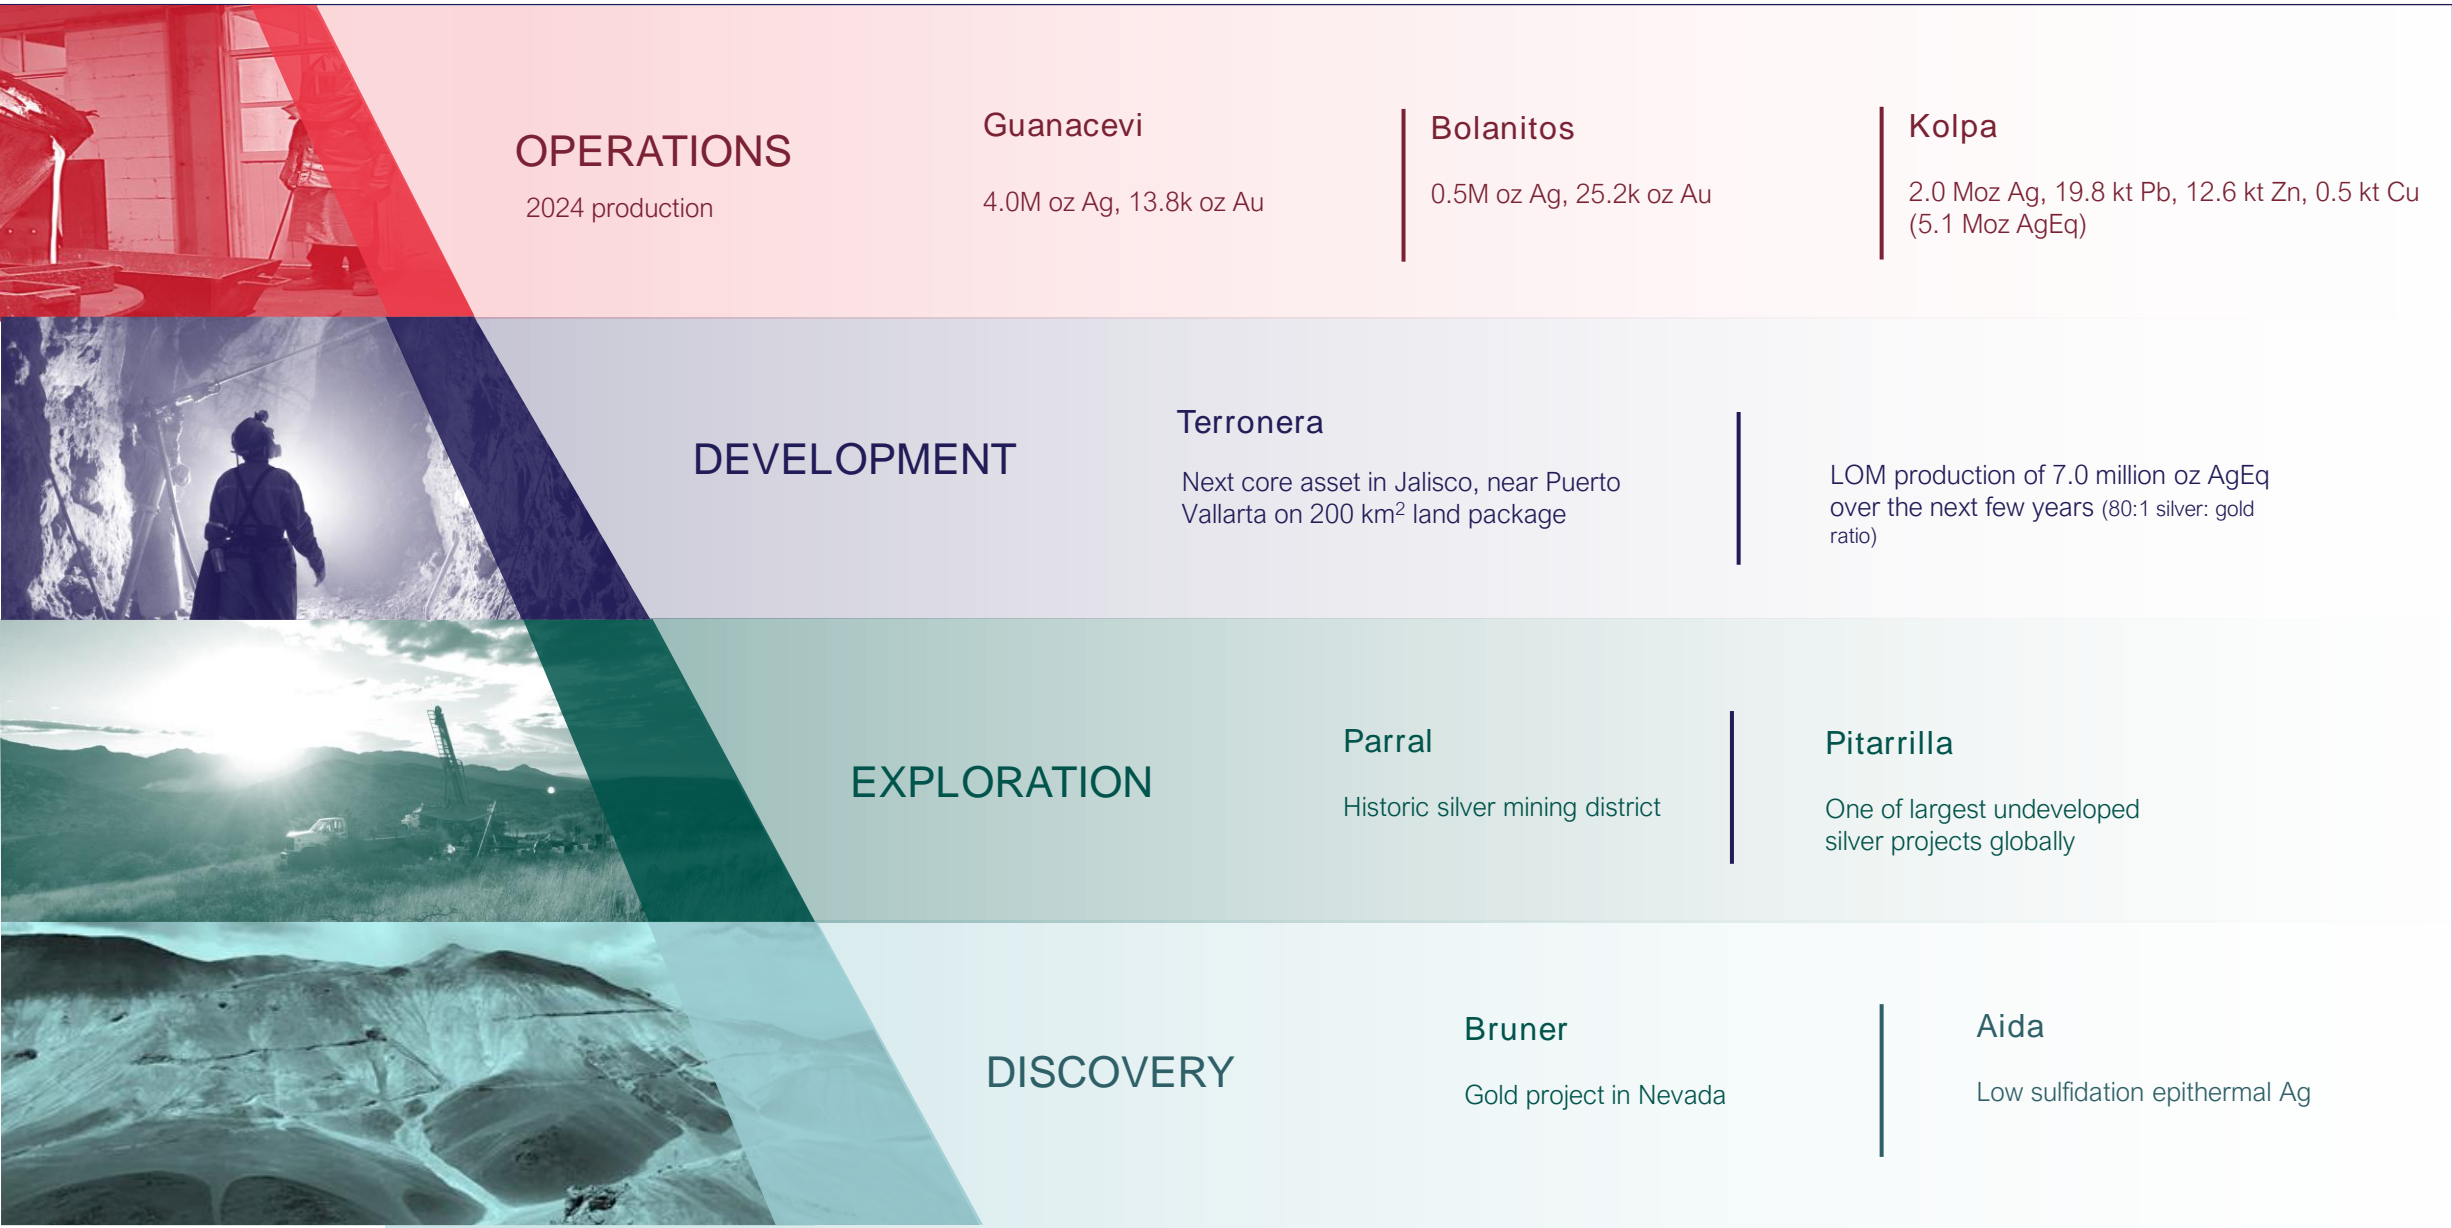 OPERATIONS
2024 production
Guanacevi
4.0M oz Ag, 13.8k oz Au
Bolanitos
0.5M oz Ag, 25.2k oz Au
Kolpa
2.0 Moz Ag, 19.8 kt Pb, 12.6 kt Zn, 0.5 kt Cu
(5.1 Moz AgEq)
DEVELOPMENT
Terronera
Next core asset in Jalisco, near Puerto
Vallarta on 200 km² land package
LOM production of 7.0 million oz AgEq
over the next few years (80:1 silver: gold
ratio)
EXPLORATION
Parral
Historic silver mining district
Pitarrilla
One of largest undeveloped
silver projects globally
DISCOVERY
Bruner
Gold project in Nevada
Aida
Low sulfidation epithermal Ag